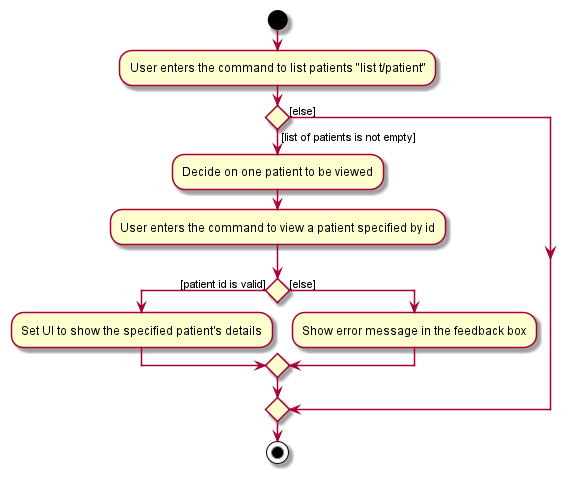 User enters the command to list patients "list t/patient"
[else]
[list of patients is not empty]
Decide on one patient to be viewed
User enters the command to view a patient specified by id
[patient id is valid]
[else]
Set UI to show the specified patient's details
Show error message in the feedback box